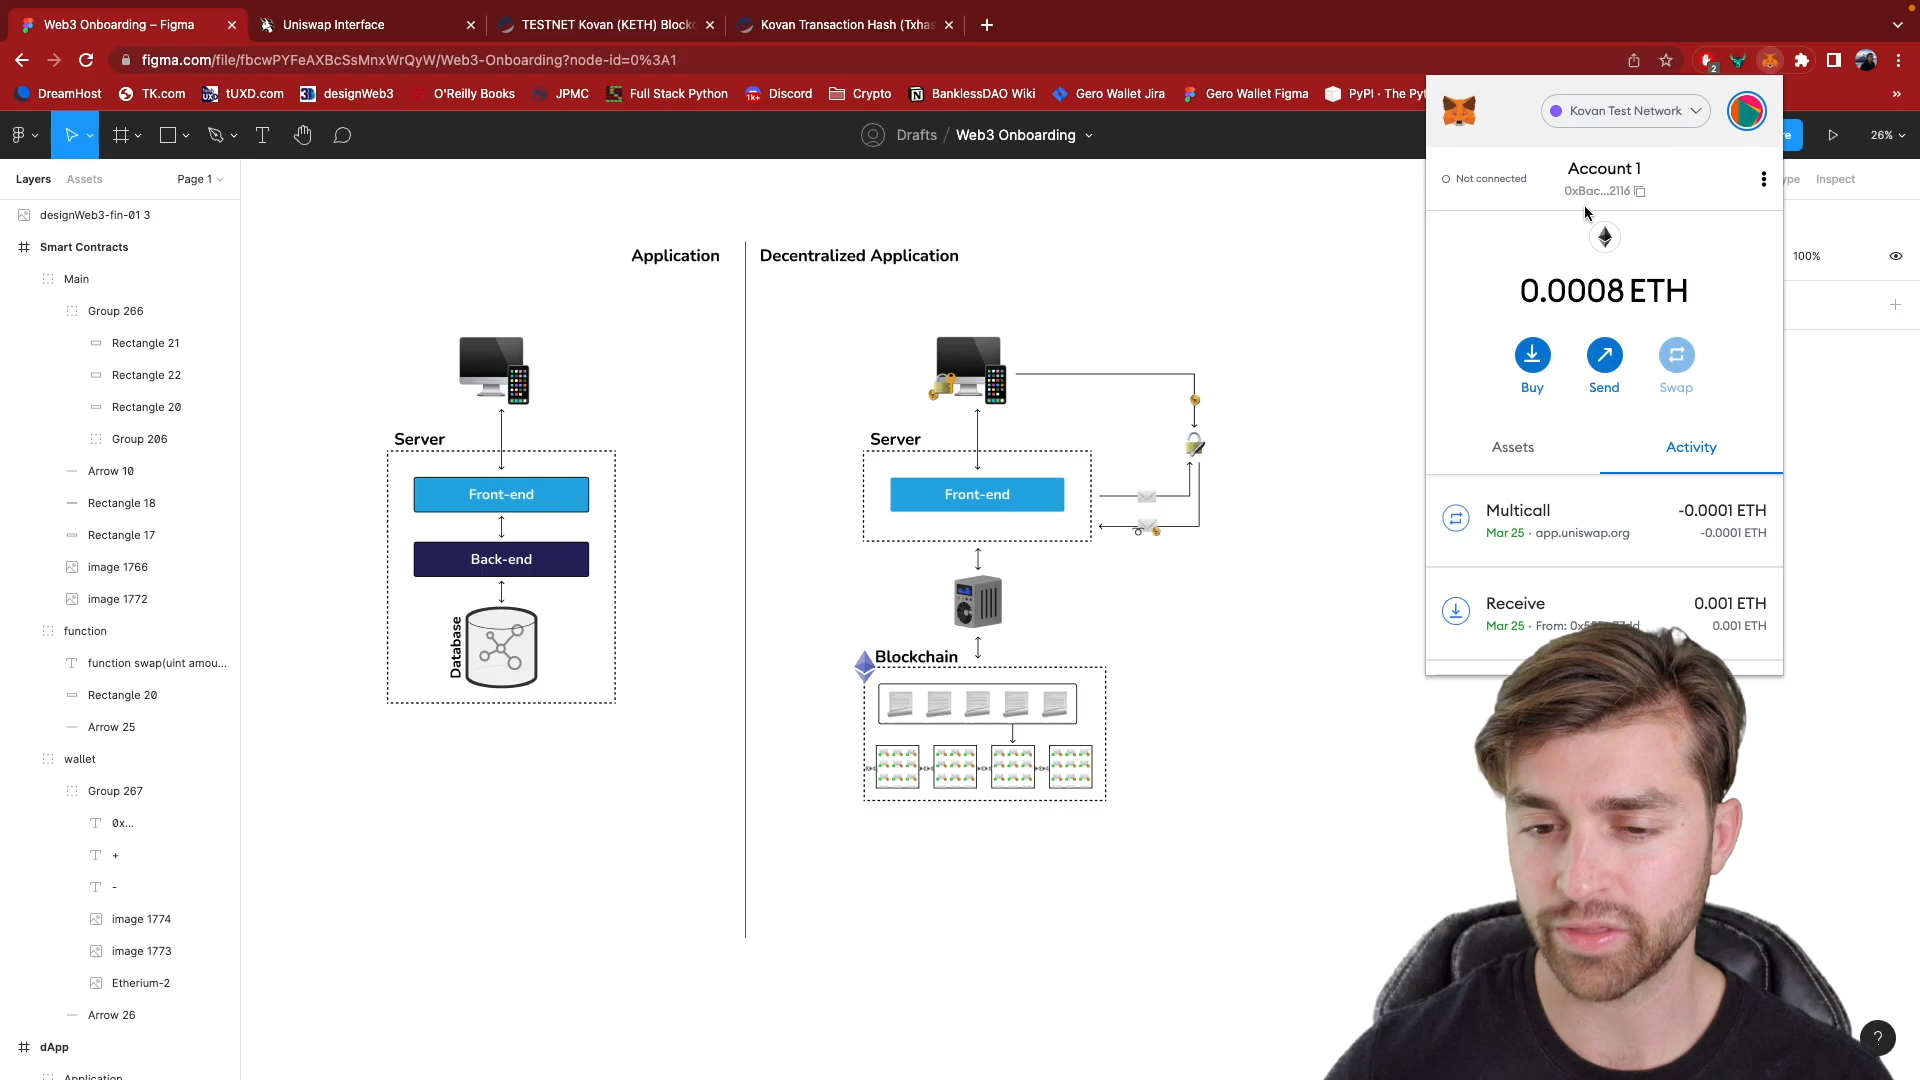 Web3 Onboarding – Figma
Uniswap Interface
TESTNET Kovan (KETH) Blockc
Kovan Transaction Hash (Txhas
figma.com/file/fbcwPYFeAXBcSsMnxWrQyW/Web3-Onboarding?node-id=0%3A1
2
DreamHost
TK.com
tUXD.com
designWeb3
O'Reilly Books
JPMC
Full Stack Python
Discord
Crypto
BanklessDAO Wiki
Gero Wallet Jira
Gero Wallet Figma
PyPI · The Pyt
»
Drafts / Web3 Onboarding
26%
Layers
Assets
Page 1
Inspect
100%
designWeb3-fin-01 3
Smart Contracts
Main
Group 266
Rectangle 21
Rectangle 22
Rectangle 20
Group 206
Arrow 10
Rectangle 18
Rectangle 17
image 1766
image 1772
function
function swap(uint amou...
Rectangle 20
Arrow 25
wallet
Group 267
0x...
+
-
image 1774
image 1773
Etherium-2
Arrow 26
dApp
Application
Application
Server
Front-end
Back-end
Database
Decentralized Application
Server
Front-end
Blockchain
Kovan Test Network
Not connected
Account 1
0xBac...2116
0.0008 ETH
Buy
Send
Swap
Assets
Activity
Multicall
-0.0001 ETH
Mar 25 · app.uniswap.org
-0.0001 ETH
Receive
0.001 ETH
Mar 25 · From:
0.001 ETH
?